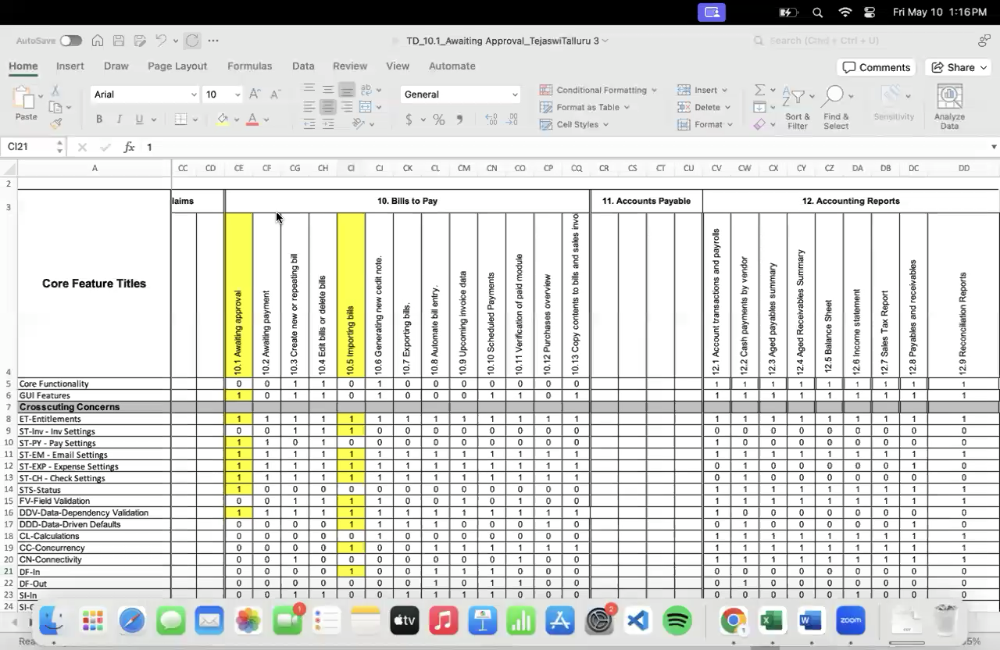 Fri May 10 1:16PM
AutoSave
TD_10.1_Awaiting Approval_TejaswiTalluru 3
Search (Cmd + Ctrl + U)
Home Insert Draw Page Layout Formulas Data Review View Automate Comments Share
Paste
Arial 10
B I U
General
$ %
Conditional Formatting
Format as Table
Cell Styles
Insert
Delete
Format
Sort & Filter
Find & Select
Sensitivity
Analyze Data
CI21 fx 1
A CC CD CE CF CG CH CI CJ CK CL CM CN CO CP CQ CR CS CT CU CV CW CX CY CZ DA DB DC DD
2
3 laims 10. Bills to Pay 11. Accounts Payable 12. Accounting Reports
4 Core Feature Titles
10.1 Awaiting approval
10.2 Awaiting payment
10.3 Create new or repeating bill
10.4 Edit bills or delete bills
10.5 Importing bills
10.6 Generating new cedit note.
10.7 Exporting bills.
10.8 Automate bill entry.
10.9 Upcoming invoice data
10.10 Scheduled Payments
10.11 Verification of paid module
10.12 Purchases overview
10.13 Copy contents to bills and sales invo
12.1 Account transactions and payrolls
12.2 Cash payments by vendor
12.3 Aged payables summary
12.4 Aged Receivables Summary
12.5 Balance Sheet
12.6 Income statement
12.7 Sales Tax Report
12.8 Payables and receivables
12.9 Reconciliation Reports
5 Core Functionality 0 0 1 1 0 1 0 0 0 0 0 0 0 1 1 1 1 1 1 1 1 1
6 GUI Features 1 0 1 1 0 1 0 0 0 1 1 0 1 1 1 1 1 1 1 1 1 1
7 Crosscuting Concerns
8 ET-Entitlements 1 1 1 1 1 1 1 1 1 1 1 1 1 1 1 1 1 1 1 1 1 1
9 ST-Inv - Inv Settings 0 0 1 1 1 0 0 0 0 0 0 0 0 1 0 0 0 0 0 0 0 0
10 ST-PY - Pay Settings 1 1 1 0 0 0 0 0 0 0 0 0 0 1 0 0 0 0 0 0 0 0
11 ST-EM - Email Settings 1 1 1 1 1 1 1 1 1 1 1 1 1 1 1 1 1 1 1 1 1 1
12 ST-EXP - Expense Settings 1 1 1 1 1 1 1 1 1 1 1 1 1 0 1 0 0 0 0 0 1 0
13 ST-CH - Check Settings 1 1 1 1 1 1 1 1 1 1 1 1 1 0 1 0 0 0 0 0 1 0
14 STS-Status 1 0 0 0 0 0 0 0 0 0 0 0 0 1 0 0 0 0 0 0 0 0
15 FV-Field Validation 0 0 1 1 1 1 0 0 1 0 1 0 0 1 1 1 1 1 1 1 1 1
16 DDV-Data-Dependency Validation 1 1 1 1 1 1 1 1 1 1 1 1 1 1 0 0 0 0 0 0 0 0
17 DDD-Data-Driven Defaults 0 0 0 0 1 1 1 1 0 0 0 1 0 0 1 0 0 0 0 0 1 0
18 CL-Calculations 0 0 0 0 0 1 0 0 0 0 0 0 0 1 1 1 1 1 1 1 1 1
19 CC-Concurrency 0 0 0 0 1 0 0 1 1 1 1 1 1 1 1 1 1 1 1 1 1 1
20 CN-Connectivity 0 0 1 0 0 0 0 0 0 0 1 0 0 1 1 1 1 1 1 1 1 1
21 DF-In 0 0 0 0 1 0 0 1 1 1 0 0 0 0 0 0 0 0 0 0 0 0
22 DF-Out 0 0 0 0 0 0 0 1 0 1 1 0 0 0 1 0 0 0 0 0 0 0
23 SI-In 0 0 1 1 1 0 0 0 0 0 0 0 0 0 0 0 0 0 0 1 0 0
24
tv
zoom